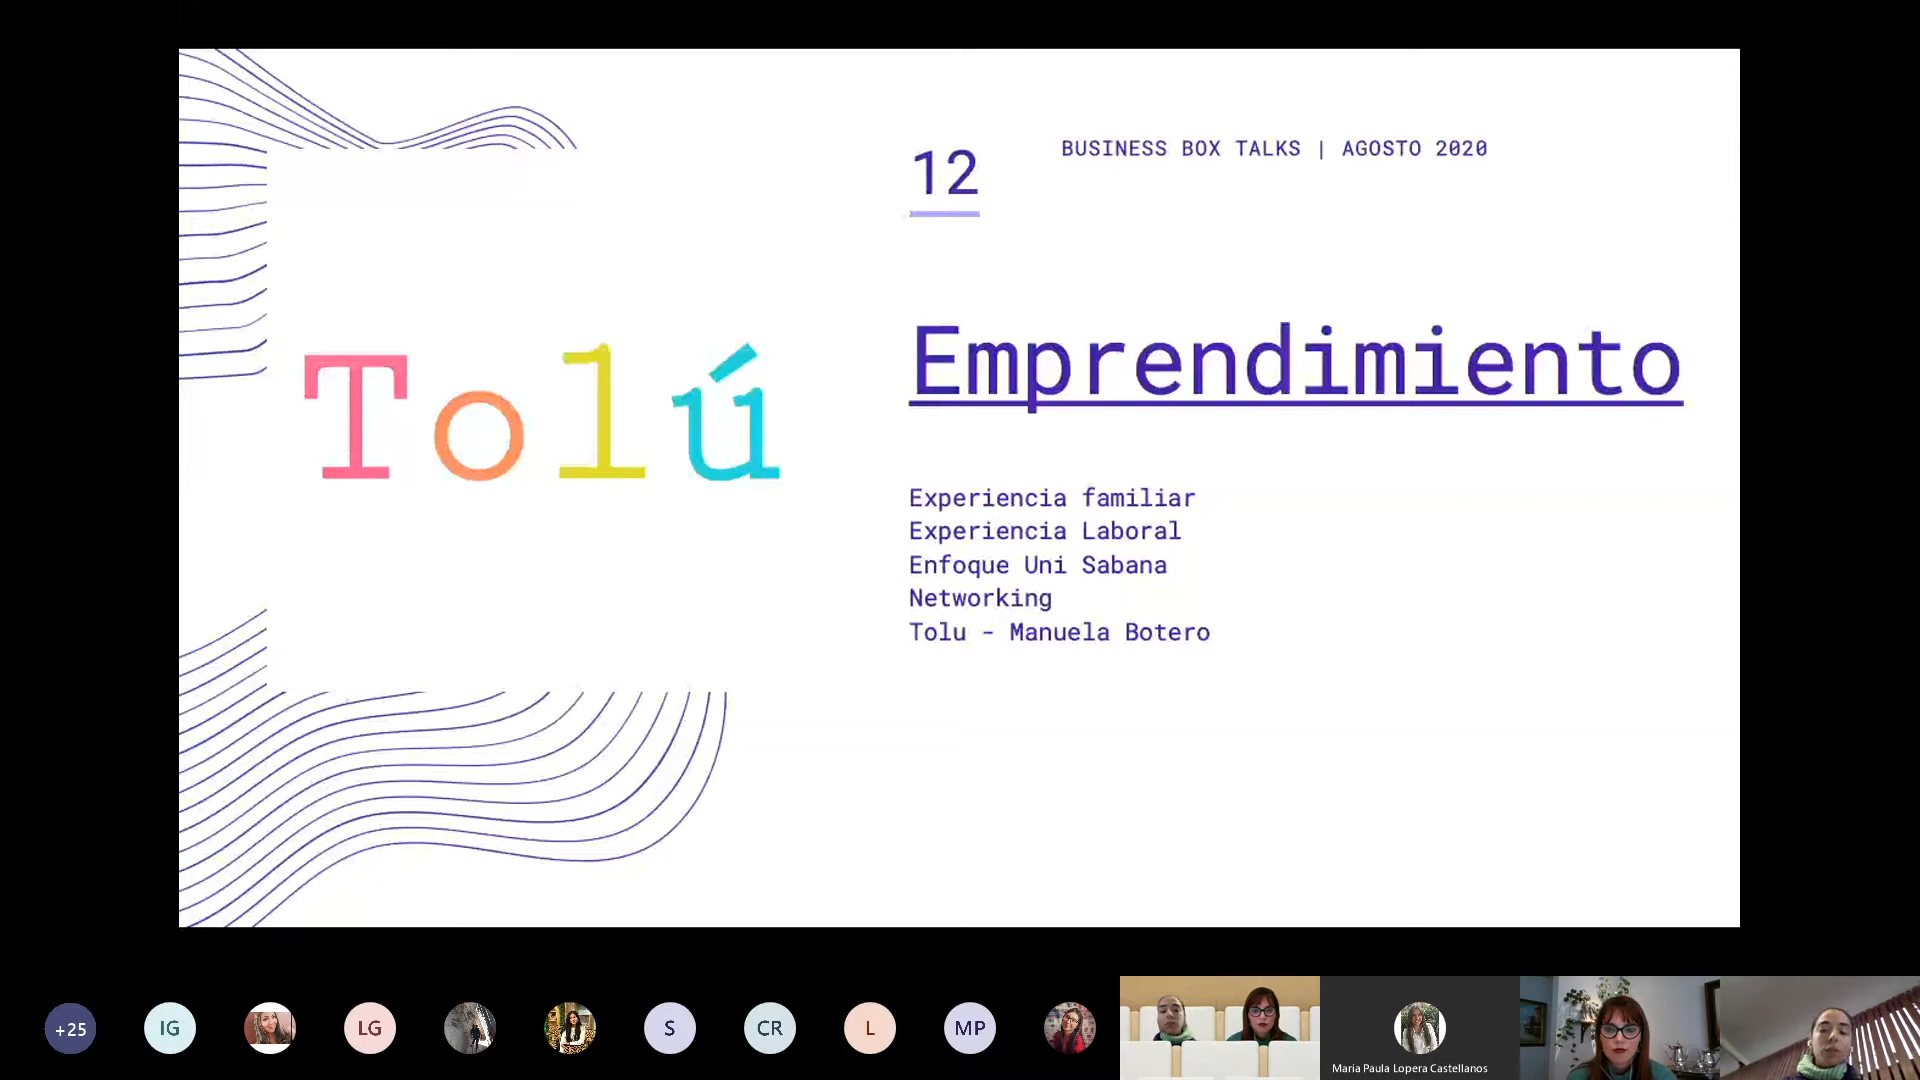 12
BUSINESS BOX TALKS | AGOSTO 2020
Tolú
Emprendimiento
Experiencia familiar
Experiencia Laboral
Enfoque Uni Sabana
Networking
Tolu - Manuela Botero
+25
IG
LG
S
CR
L
MP
Maria Paula Lopera Castellanos